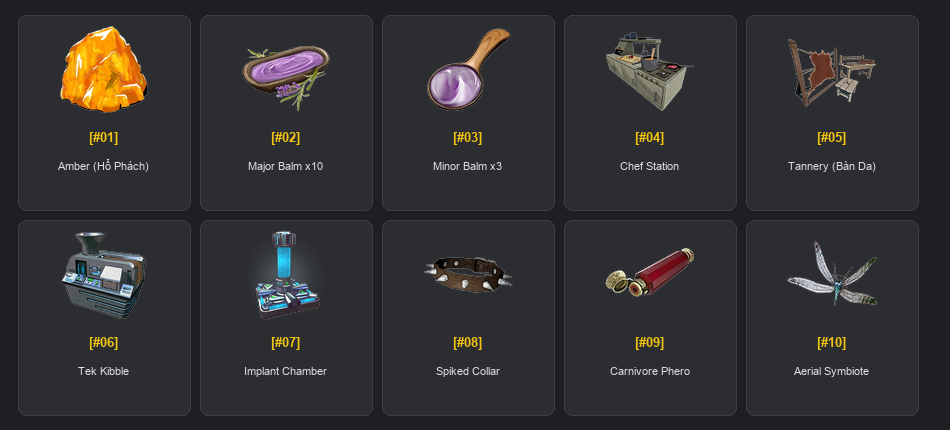 [#01]
Amber (Hổ Phách)
[#02]
Major Balm x10
[#03]
Minor Balm x3
[#04]
Chef Station
[#05]
Tannery (Bàn Da)
[#06]
Tek Kibble
[#07]
Implant Chamber
[#08]
Spiked Collar
[#09]
Carnivore Phero
[#10]
Aerial Symbiote